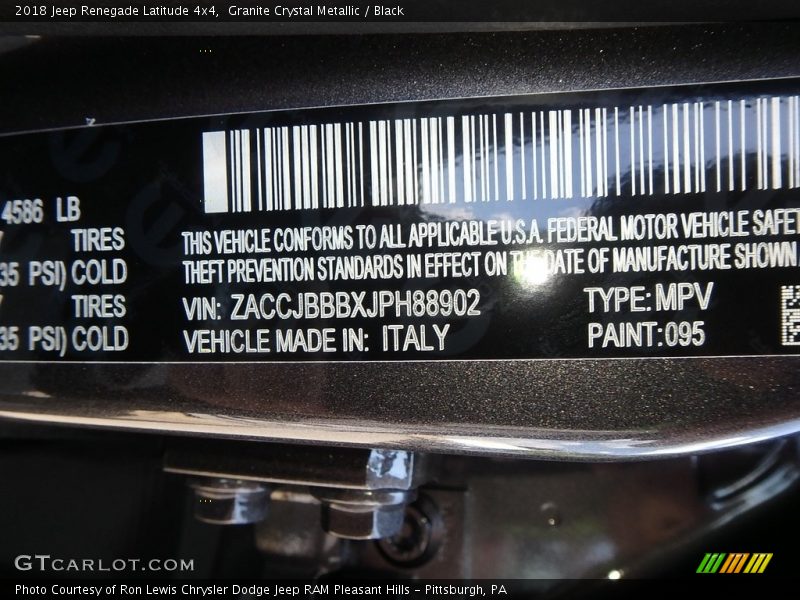 2018 Jeep Renegade Latitude 4x4,  Granite Crystal Metallic / Black
4586 LB
TIRES
35 PSI) COLD
TIRES
35 PSI) COLD
THIS VEHICLE CONFORMS TO ALL APPLICABLE U.S.A. FEDERAL MOTOR VEHICLE SAFET
THEFT PREVENTION STANDARDS IN EFFECT ON THE DATE OF MANUFACTURE SHOWN
VIN: ZACCJBBBXJPH88902
TYPE:MPV
VEHICLE MADE IN: ITALY
PAINT:095
GTCARLOT.COM
Photo Courtesy of Ron Lewis Chrysler Dodge Jeep RAM Pleasant Hills - Pittsburgh, PA